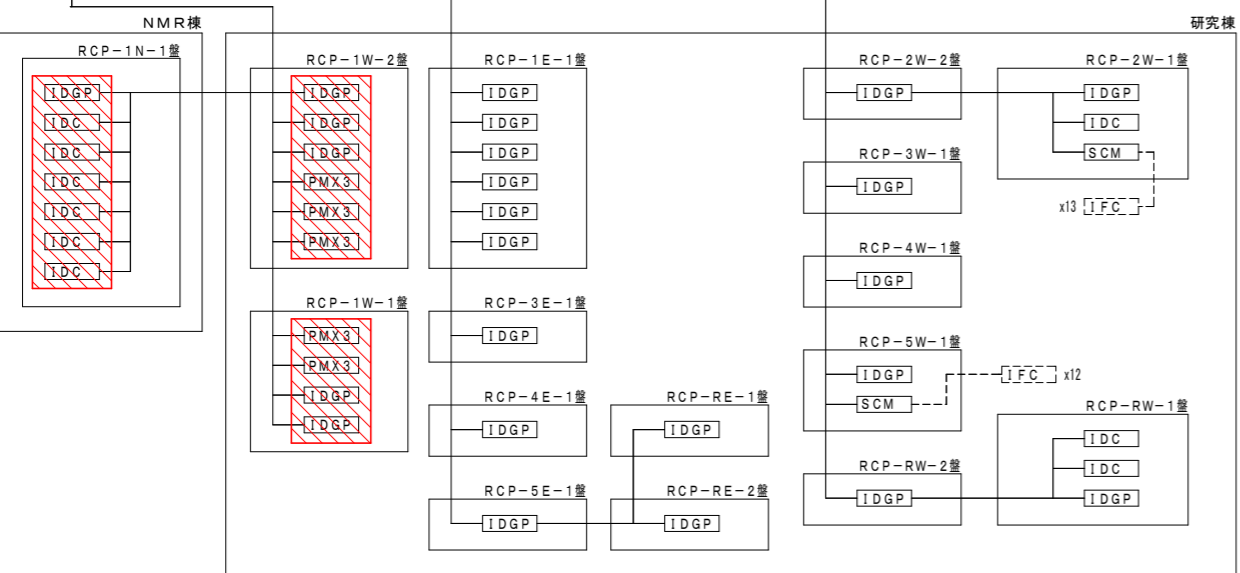 NMR棟
RCP-1N-1盤
IDGP
IDC
IDC
IDC
IDC
IDC
IDC
研究棟
RCP-1W-2盤
IDGP
IDGP
IDGP
PMX3
PMX3
PMX3
RCP-1W-1盤
PMX3
PMX3
IDGP
IDGP
RCP-1E-1盤
IDGP
IDGP
IDGP
IDGP
IDGP
IDGP
RCP-3E-1盤
IDGP
RCP-4E-1盤
IDGP
RCP-5E-1盤
IDGP
RCP-RE-1盤
IDGP
RCP-RE-2盤
IDGP
RCP-2W-2盤
IDGP
RCP-3W-1盤
IDGP
RCP-4W-1盤
IDGP
RCP-5W-1盤
IDGP
SCM
IFC x12
RCP-RW-2盤
IDGP
RCP-2W-1盤
IDGP
IDC
SCM
x13 IFC
RCP-RW-1盤
IDC
IDC
IDGP